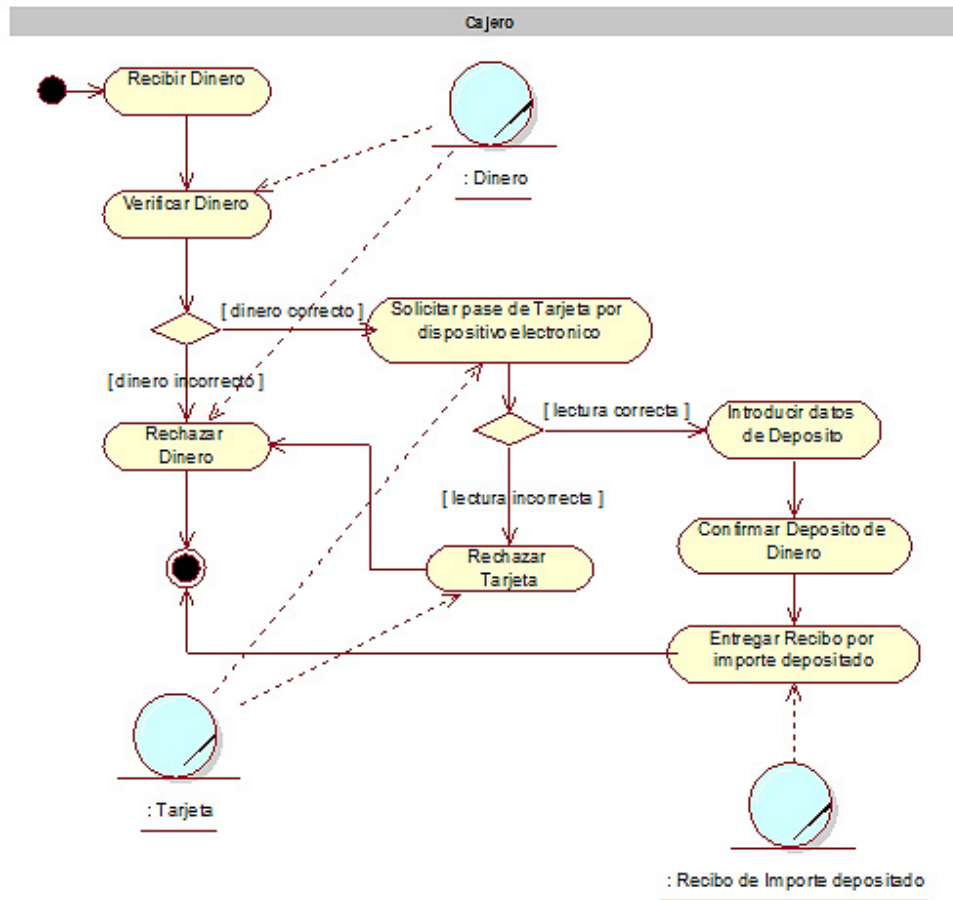 Cajero
Recibir Dinero
: Dinero
Verificar Dinero
[ dinero correcto ]
Solicitar pase de Tarjeta por
dispositivo electronico
[dinero incorrecto ]
[ lectura correcta ]
Introducir datos
de Deposito
Rechazar
Dinero
[ lectura incorrecta ]
Confirmar Deposito de
Dinero
Rechazar
Tarjeta
Entregar Recibo por
importe depositado
: Tarjeta
: Recibo de Importe depositado